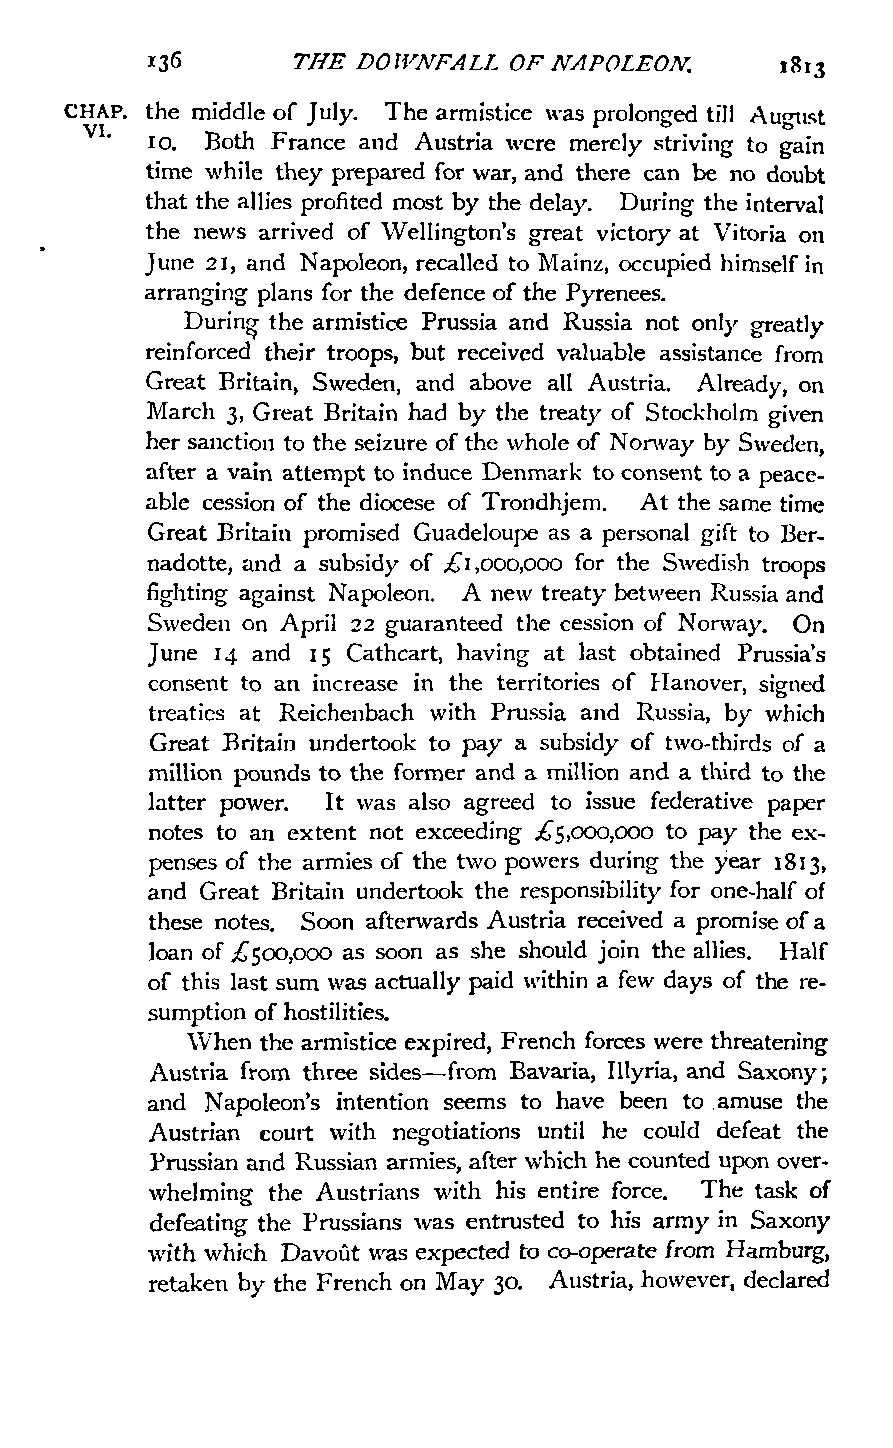 136 THE DOWNFALL OF NAPOLEON. 1813
CHAP. VI.
the middle of July. The armistice was prolonged till August
10. Both France and Austria were merely striving to gain
time while they prepared for war, and there can be no doubt
that the allies profited most by the delay. During the interval
the news arrived of Wellington's great victory at Vitoria on
June 21, and Napoleon, recalled to Mainz, occupied himself in
arranging plans for the defence of the Pyrenees.
During the armistice Prussia and Russia not only greatly
reinforced their troops, but received valuable assistance from
Great Britain, Sweden, and above all Austria. Already, on
March 3, Great Britain had by the treaty of Stockholm given
her sanction to the seizure of the whole of Norway by Sweden,
after a vain attempt to induce Denmark to consent to a peace-
able cession of the diocese of Trondhjem. At the same time
Great Britain promised Guadeloupe as a personal gift to Ber-
nadotte, and a subsidy of £1,000,000 for the Swedish troops
fighting against Napoleon. A new treaty between Russia and
Sweden on April 22 guaranteed the cession of Norway. On
June 14 and 15 Cathcart, having at last obtained Prussia's
consent to an increase in the territories of Hanover, signed
treaties at Reichenbach with Prussia and Russia, by which
Great Britain undertook to pay a subsidy of two-thirds of a
million pounds to the former and a million and a third to the
latter power. It was also agreed to issue federative paper
notes to an extent not exceeding £5,000,000 to pay the ex-
penses of the armies of the two powers during the year 1813,
and Great Britain undertook the responsibility for one-half of
these notes. Soon afterwards Austria received a promise of a
loan of £500,000 as soon as she should join the allies. Half
of this last sum was actually paid within a few days of the re-
sumption of hostilities.
When the armistice expired, French forces were threatening
Austria from three sides—from Bavaria, Illyria, and Saxony;
and Napoleon's intention seems to have been to amuse the
Austrian court with negotiations until he could defeat the
Prussian and Russian armies, after which he counted upon over-
whelming the Austrians with his entire force. The task of
defeating the Prussians was entrusted to his army in Saxony
with which Davoût was expected to co-operate from Hamburg,
retaken by the French on May 30. Austria, however, declared